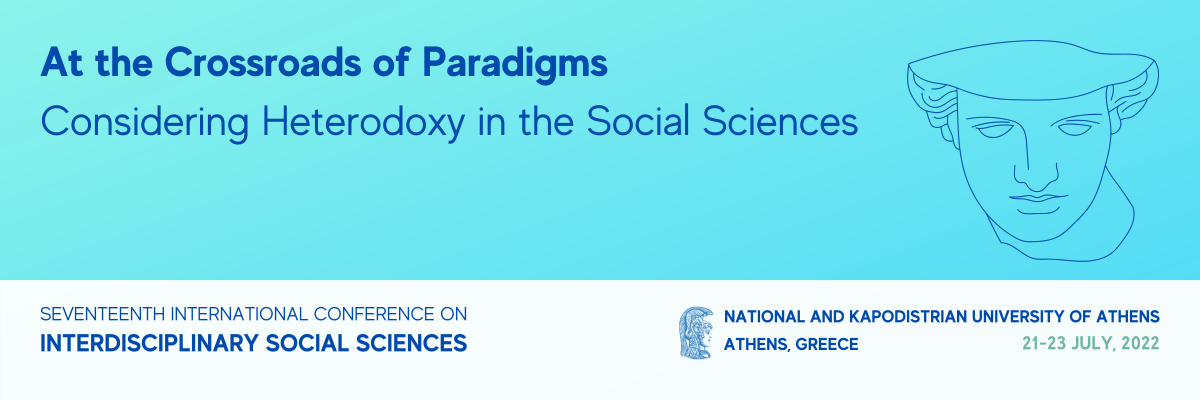 At the Crossroads of Paradigms
Considering Heterodoxy in the Social Sciences
SEVENTEENTH INTERNATIONAL CONFERENCE ON
INTERDISCIPLINARY SOCIAL SCIENCES
NATIONAL AND KAPODISTRIAN UNIVERSITY OF ATHENS
ATHENS, GREECE
21-23 JULY, 2022